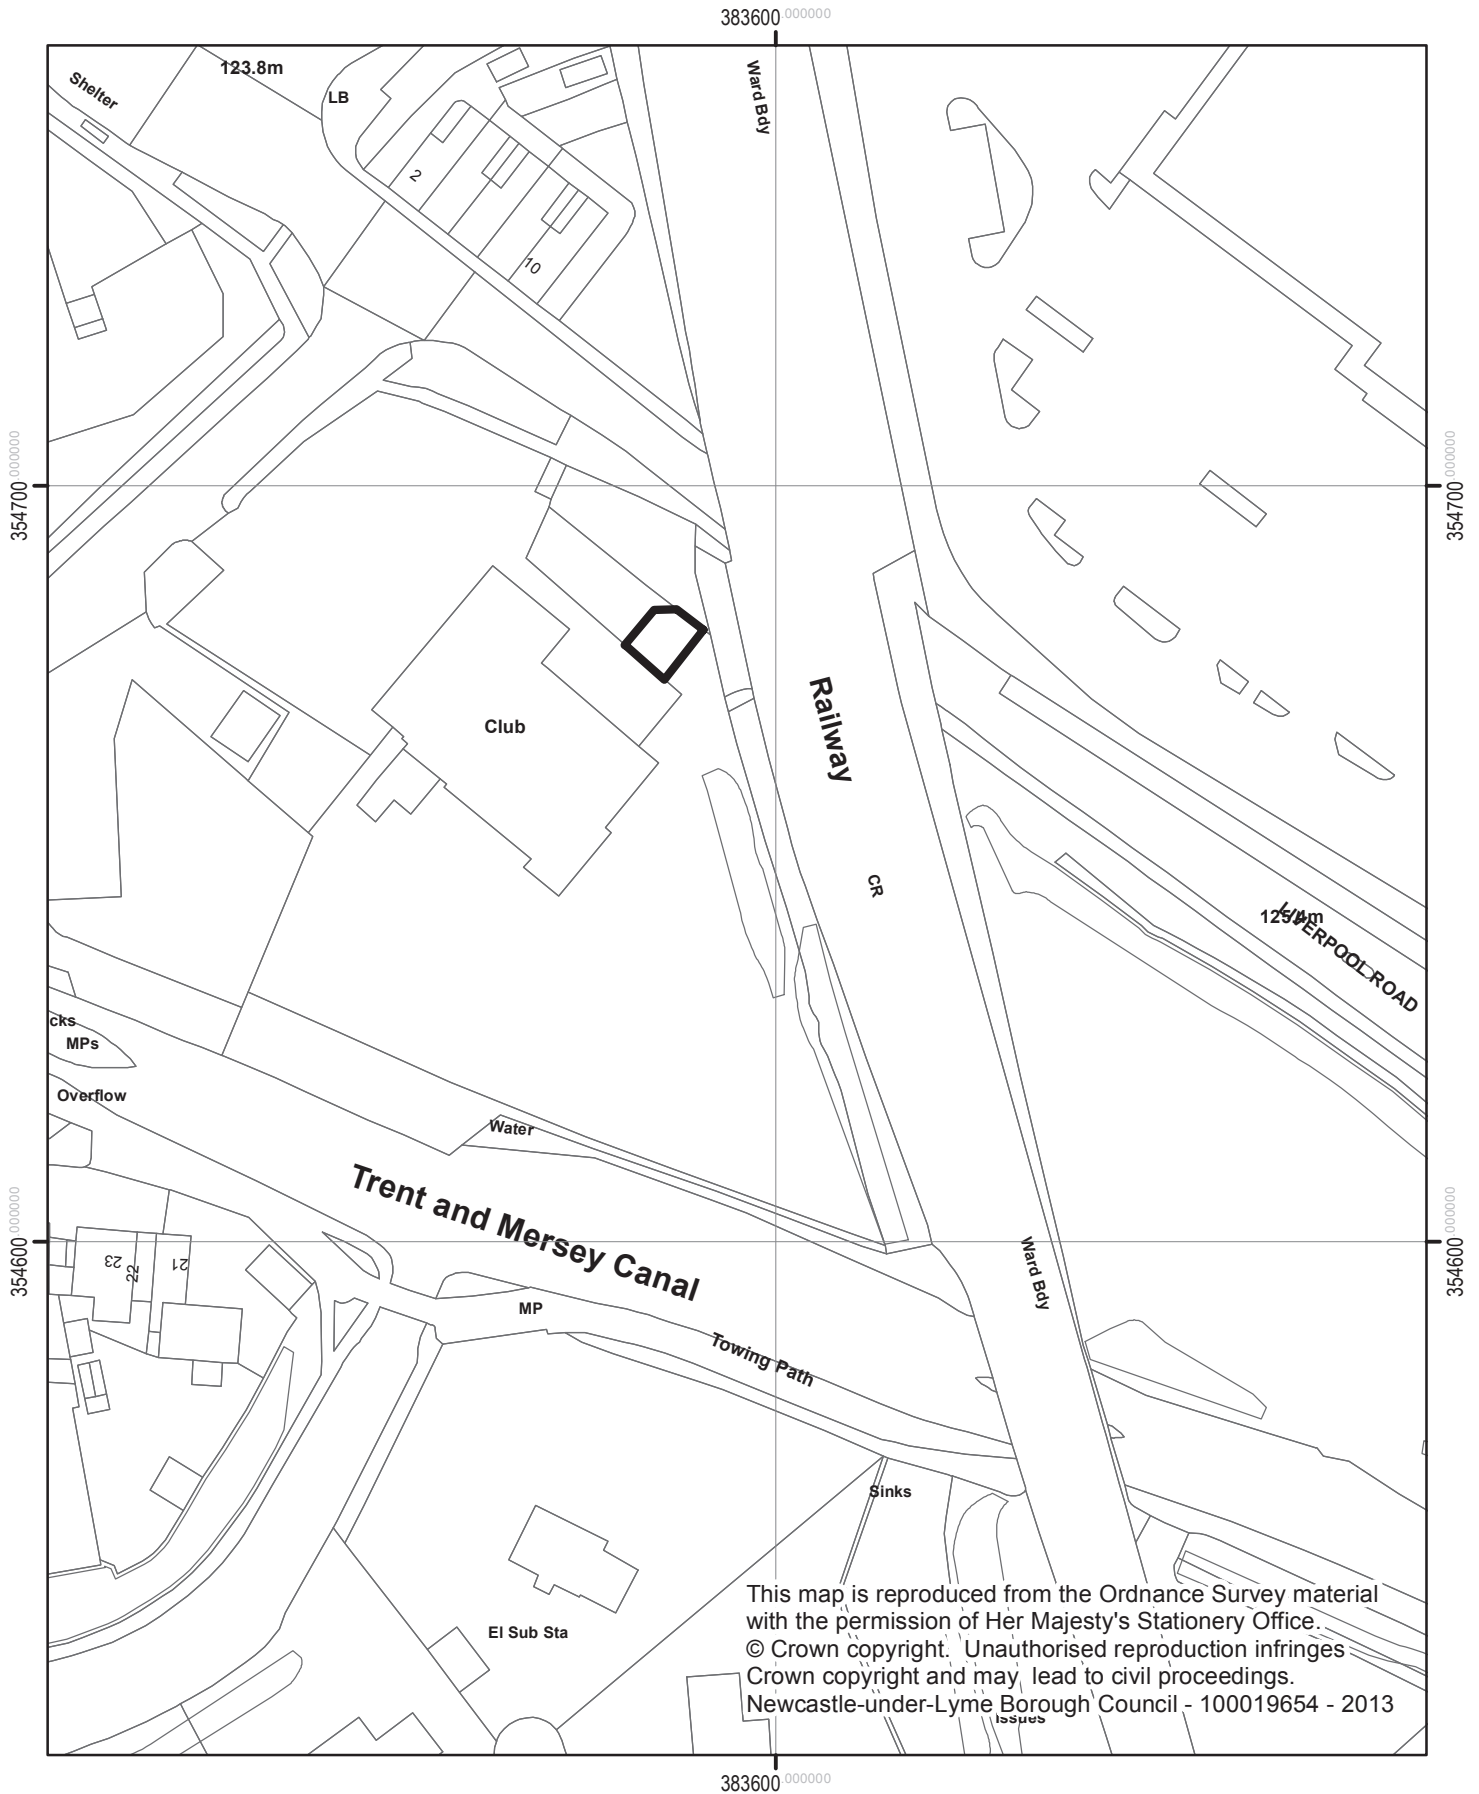 383600.000000
Shelter
123.8m
LB
Ward Bdy
2
10
354700.000000
354700.000000
Railway
Club
CR
125.4m
LIVERPOOL ROAD
cks
MPs
Overflow
Water
Trent and Mersey Canal
354600.000000
354600.000000
23
22
21
MP
Ward Bdy
Towing Path
Sinks
El Sub Sta
This map is reproduced from the Ordnance Survey material
with the permission of Her Majesty's Stationery Office.
© Crown copyright. Unauthorised reproduction infringes
Crown copyright and may lead to civil proceedings.
Newcastle-under-Lyme Borough Council - 100019654 - 2013
Issues
383600.000000